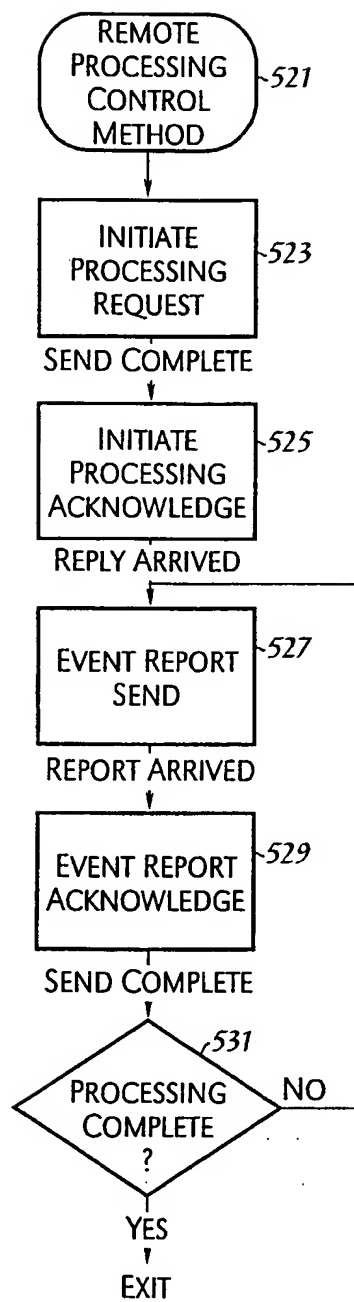 REMOTE
PROCESSING
CONTROL
METHOD
521
INITIATE
PROCESSING
REQUEST
523
SEND COMPLETE
INITIATE
PROCESSING
ACKNOWLEDGE
525
REPLY ARRIVED
EVENT REPORT
SEND
527
REPORT ARRIVED
EVENT REPORT
ACKNOWLEDGE
529
SEND COMPLETE
531
PROCESSING
COMPLETE
?
NO
YES
EXIT